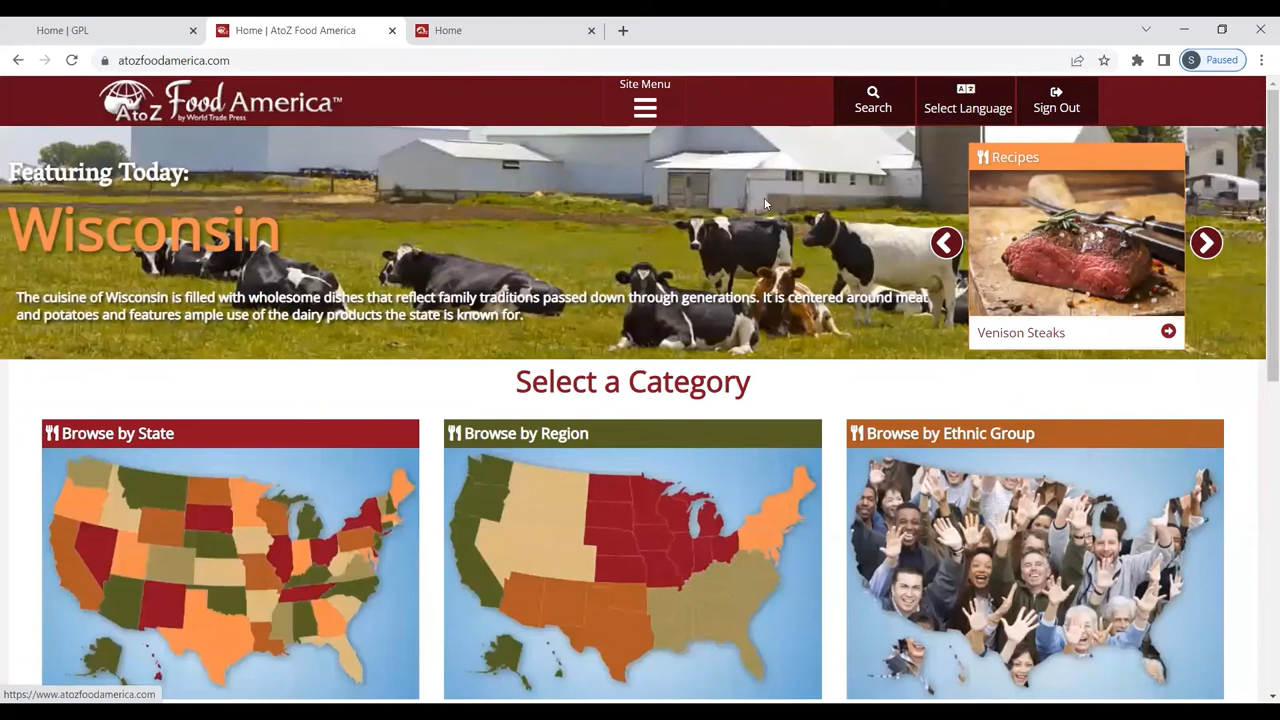 Home | GPL
Home | AtoZ Food America
Home
atozfoodamerica.com
S
Paused
AtoZ Food America™
by World Trade Press
Site Menu
Search
Select Language
Sign Out
Featuring Today:
Wisconsin
The cuisine of Wisconsin is filled with wholesome dishes that reflect family traditions passed down through generations. It is centered around meat
and potatoes and features ample use of the dairy products the state is known for.
Recipes
Venison Steaks
Select a Category
Browse by State
Browse by Region
Browse by Ethnic Group
https://www.atozfoodamerica.com